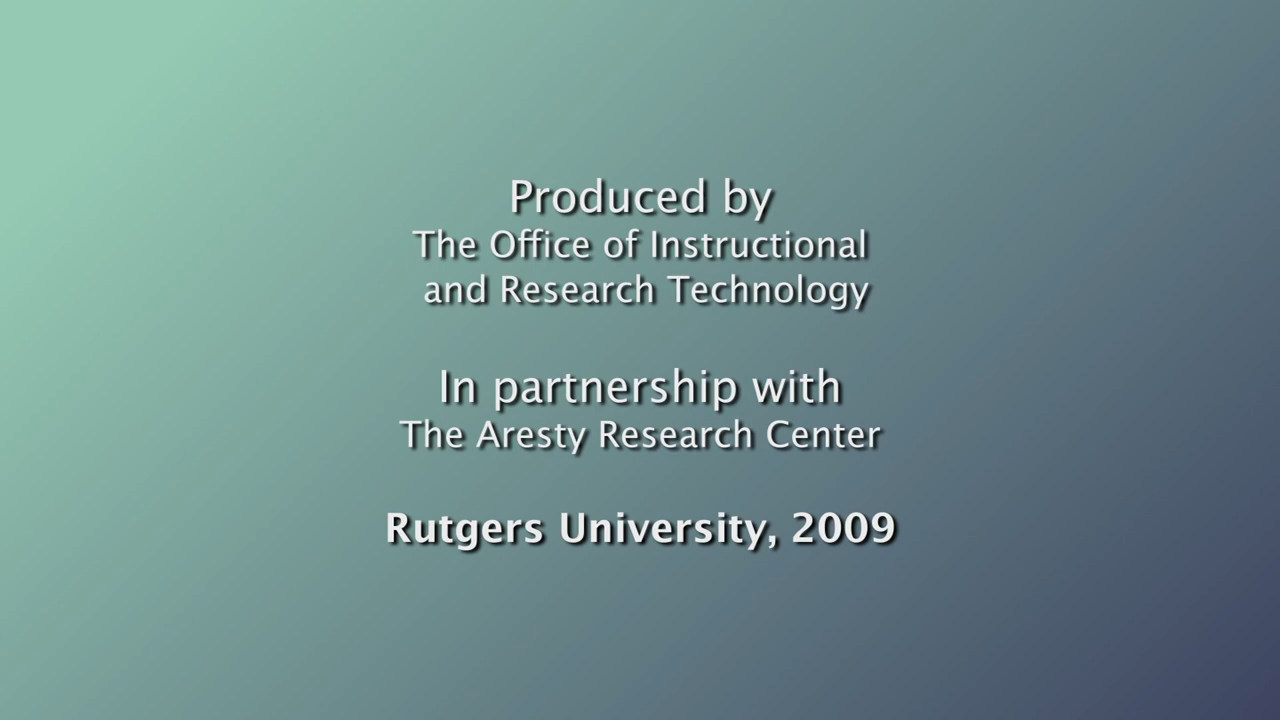 Produced by
The Office of Instructional
and Research Technology
In partnership with
The Aresty Research Center
Rutgers University, 2009